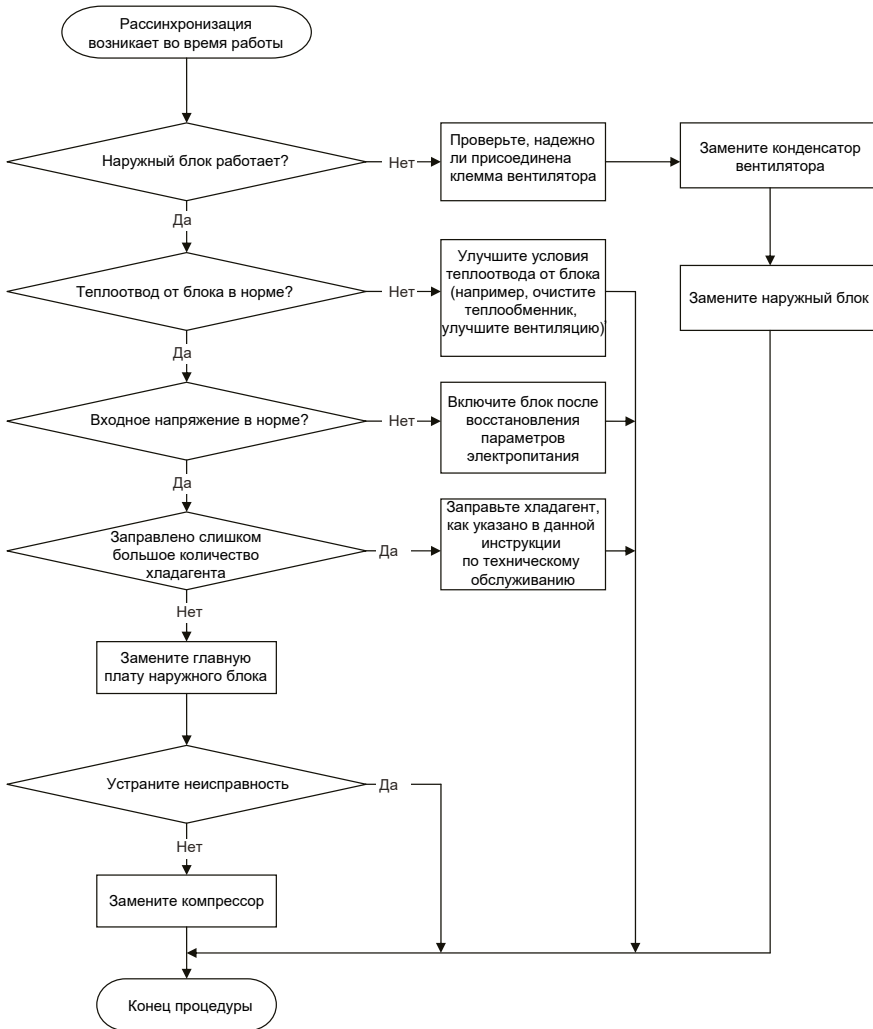 Рассинхронизация
возникает во время работы
Наружный блок работает?
Нет
Проверьте, надежно
ли присоединена
клемма вентилятора
Замените конденсатор
вентилятора
Да
Теплоотвод от блока в норме?
Нет
Улучшите условия
теплоотвода от блока
(например, очистите
теплообменник,
улучшите вентиляцию)
Замените наружный блок
Да
Входное напряжение в норме?
Нет
Включите блок после
восстановления
параметров
электропитания
Да
Заправлено слишком
большое количество
хладагента
Да
Заправьте хладагент,
как указано в данной
инструкции
по техническому
обслуживанию
Нет
Замените главную
плату наружного блока
Устраните неисправность
Да
Нет
Замените компрессор
Конец процедуры